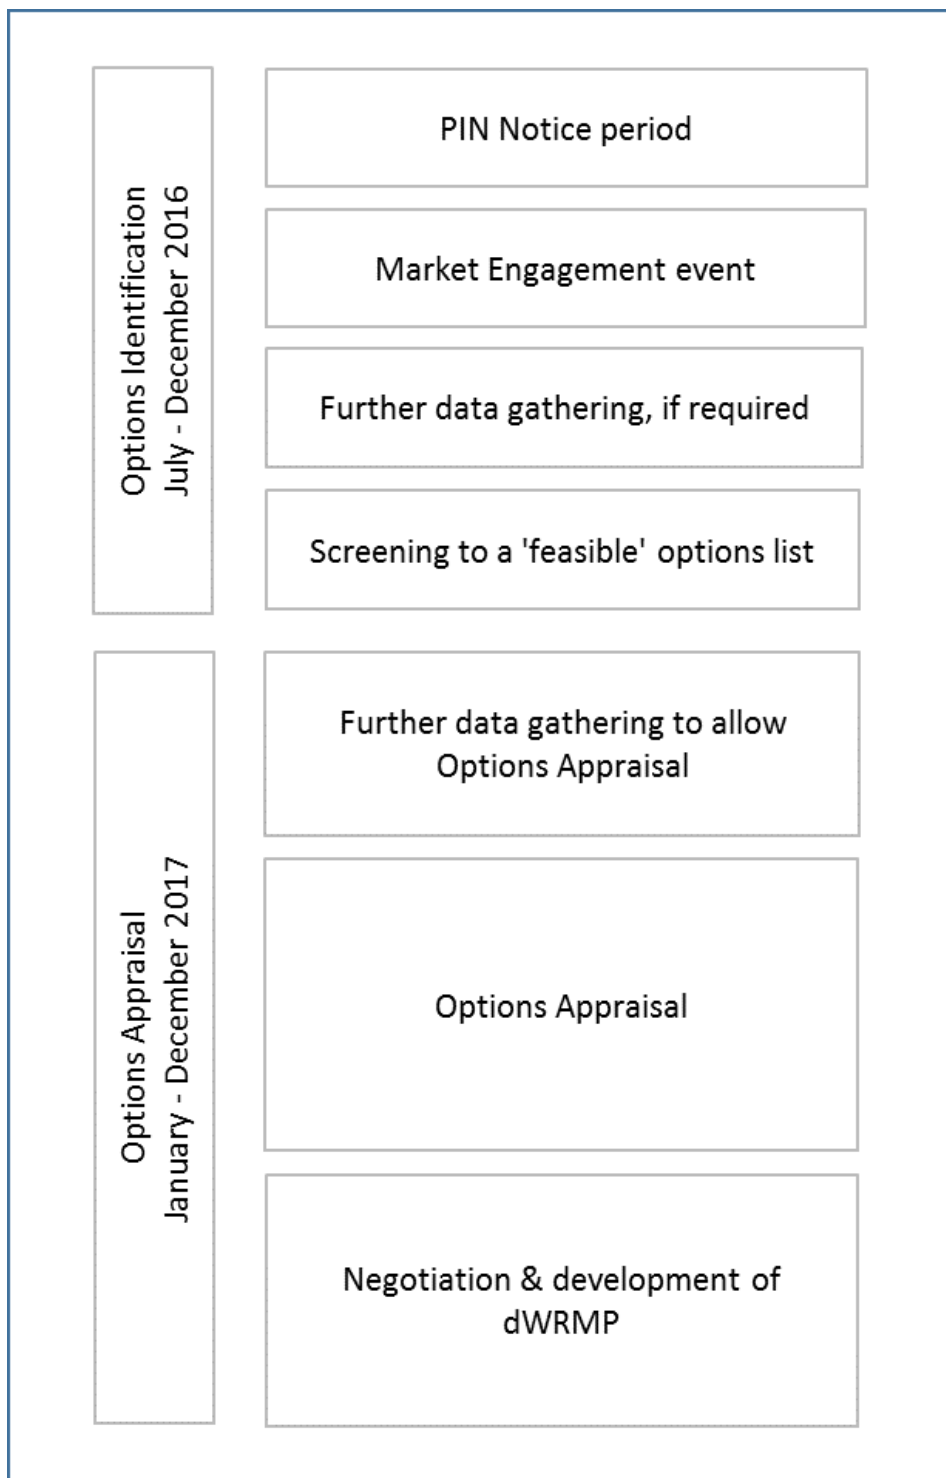 Options Identification
July - December 2016
PIN Notice period
Market Engagement event
Further data gathering, if required
Screening to a 'feasible' options list
Options Appraisal
January - December 2017
Further data gathering to allow
Options Appraisal
Options Appraisal
Negotiation & development of
dWRMP